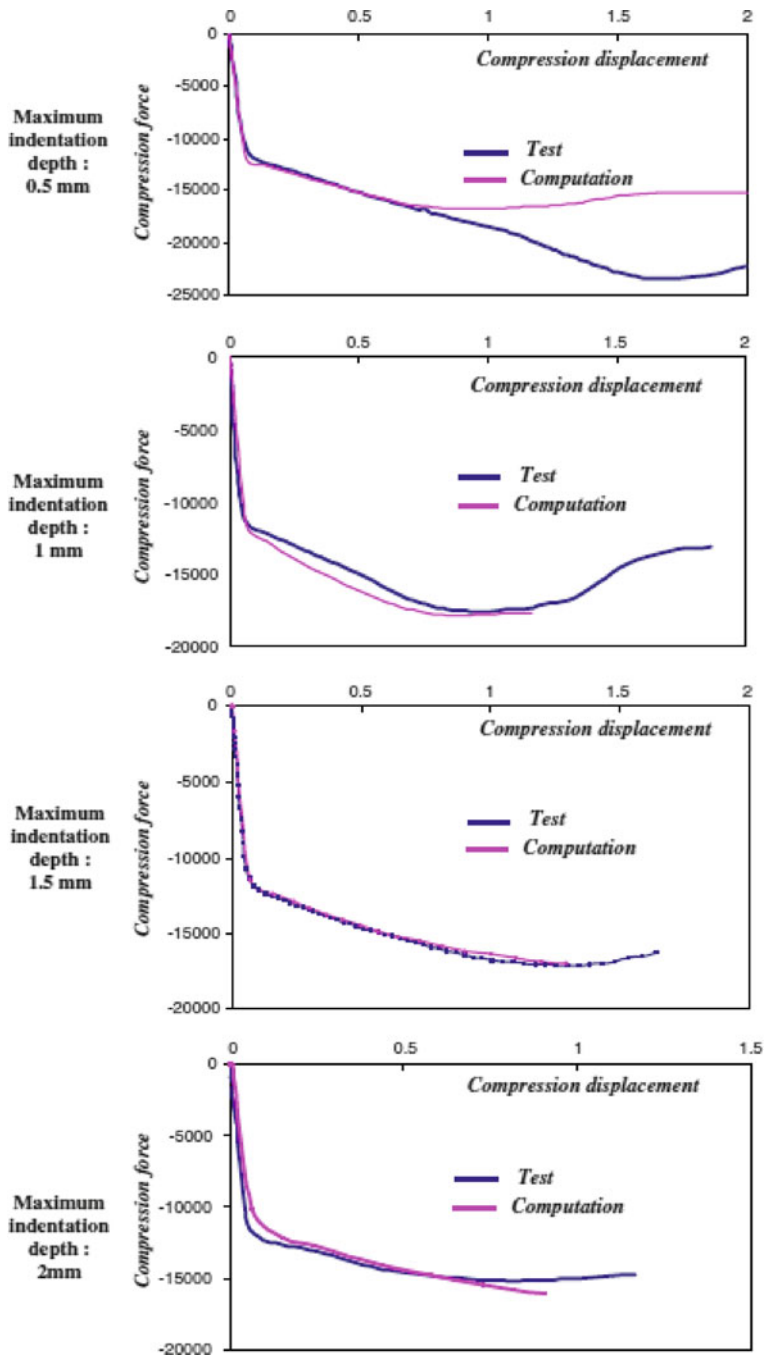 0
0.5
1
1.5
2
0
-5000
-10000
-15000
-20000
25000
Maximum
indentation
depth :
0.5 mm
Compression force
Compression displacement
Test
Computation
0
0.5
1
1.5
2
0
-5000
-10000
-15000
-20000
Maximum
indentation
depth :
1 mm
Compression force
Compression displacement
Test
Computation
0
0.5
1
1.5
2
0
-5000
-10000
-15000
-20000
Maximum
indentation
depth :
1.5 mm
Compression force
Compression displacement
Test
Computation
0
0.5
1
1.5
0
-5000
-10000
-15000
-20000
Maximum
indentation
depth :
2mm
Compression force
Compression displacement
Test
Computation